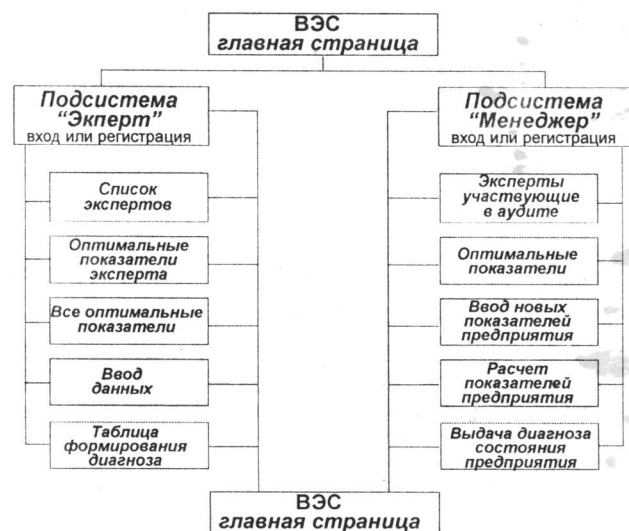 ВЭС
главная страница
Подсистема
“Экперт”
вход или регистрация
Подсистема
“Менеджер”
вход или регистрация
Список
экспертов
Оптимальные
показатели
эксперта
Все оптимальные
показатели
Ввод
данных
Таблица
формирования
диагноза
Эксперты
участвующие
в аудите
Оптимальные
показатели
Ввод новых
показателей
предприятия
Расчет
показателей
предприятия
Выдача диагноза
состояния
предприятия
ВЭС
главная страница